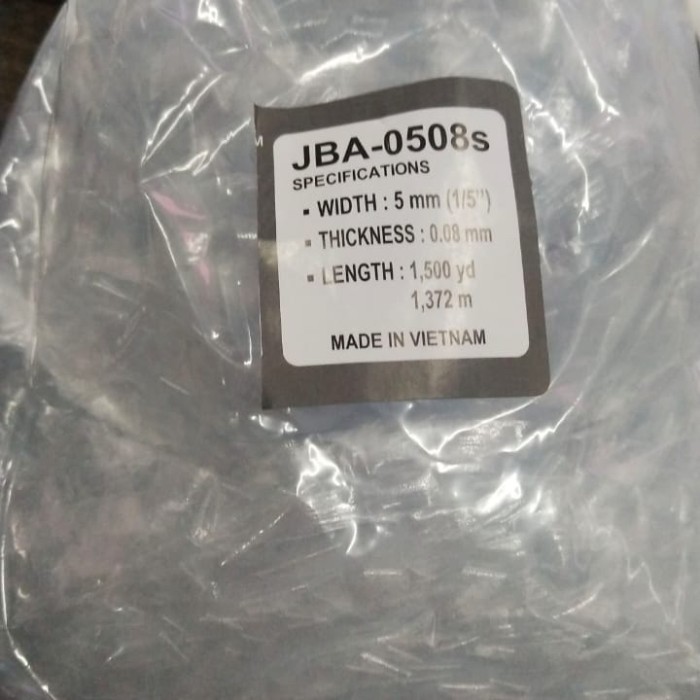 JBA-0508s
SPECIFICATIONS
▪ WIDTH : 5 mm (1/5")
▪ THICKNESS : 0.08 mm
▪ LENGTH : 1,500 yd
1,372 m
MADE IN VIETNAM